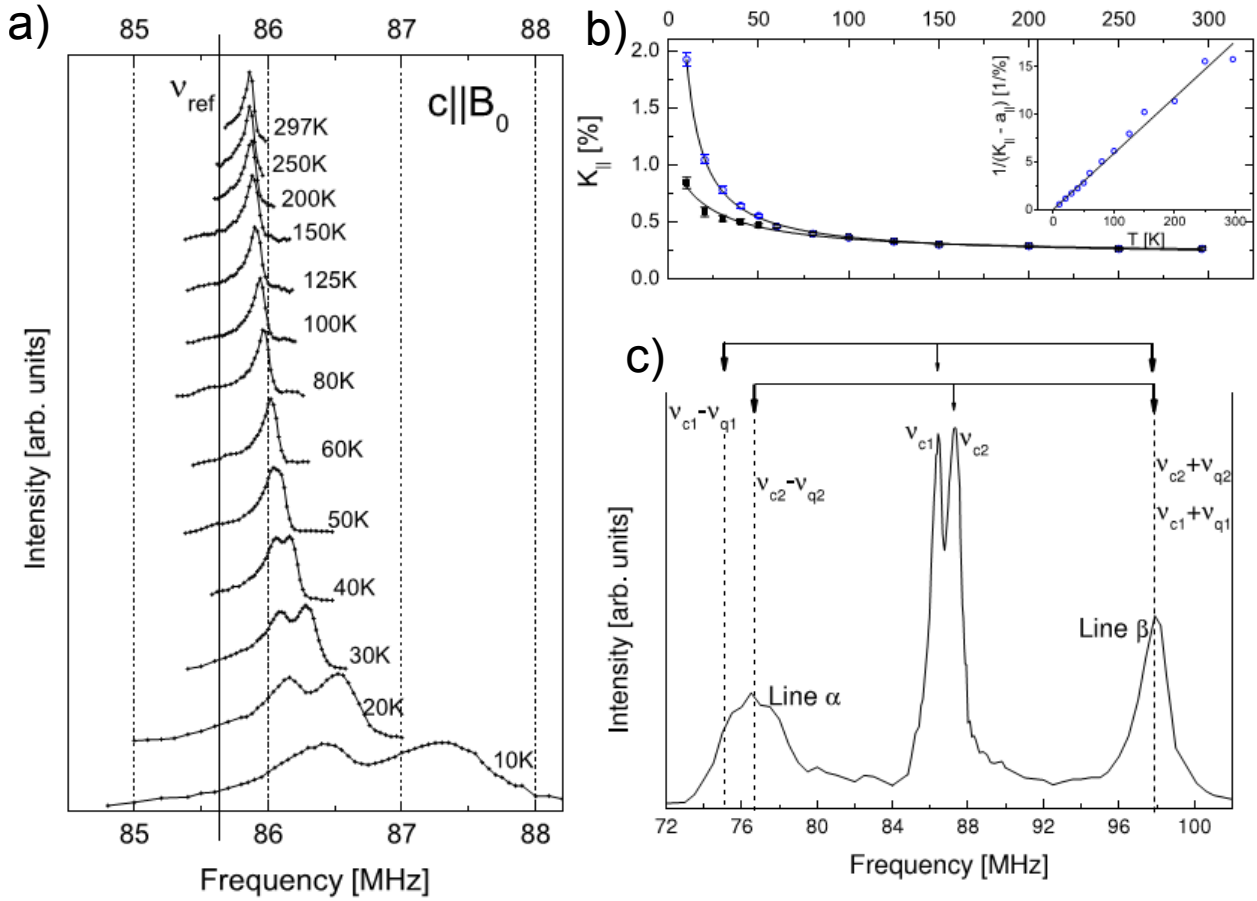 a)
85 86 87 88
ν_ref
c||B_0
297K
250K
200K
150K
125K
100K
80K
60K
50K
40K
30K
20K
10K
85 86 87 88
Frequency [MHz]
Intensity [arb. units]
b)
0 50 100 150 200 250 300
2.0
1.5
1.0
0.5
0.0
K_|| [%]
15
10
5
0
1/(K_|| - a_||) [1/%]
0 100 200 300
T [K]
c)
ν_c1-ν_q1
ν_c2-ν_q2
ν_c1
ν_c2
ν_c2+ν_q2
ν_c1+ν_q1
Line α
Line β
72 76 80 84 88 92 96 100
Frequency [MHz]
Intensity [arb. units]